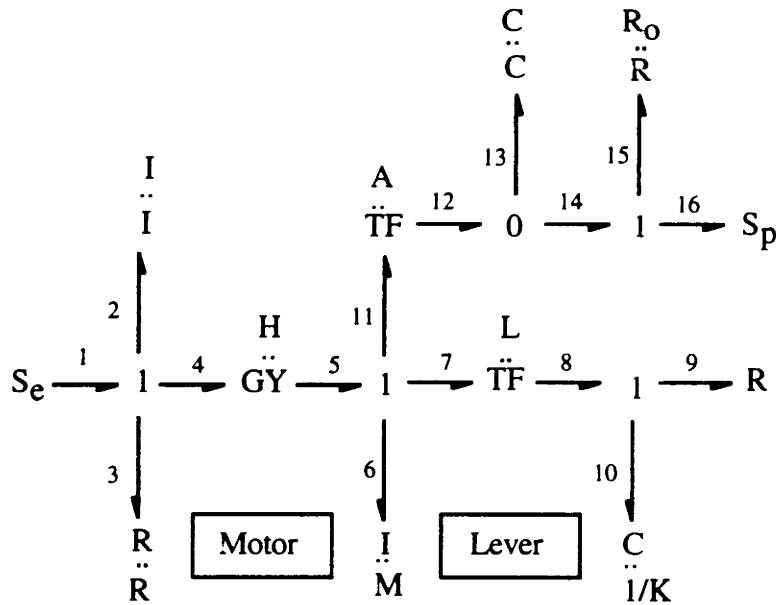 C R₀
C R
13 15
I A 12 14 16
I TF 0 1 Sp
2 11
H L
1 4 5 7 8 9
Se 1 GY 1 TF 1 R
3 6 10
R Motor I Lever C
R M 1/K